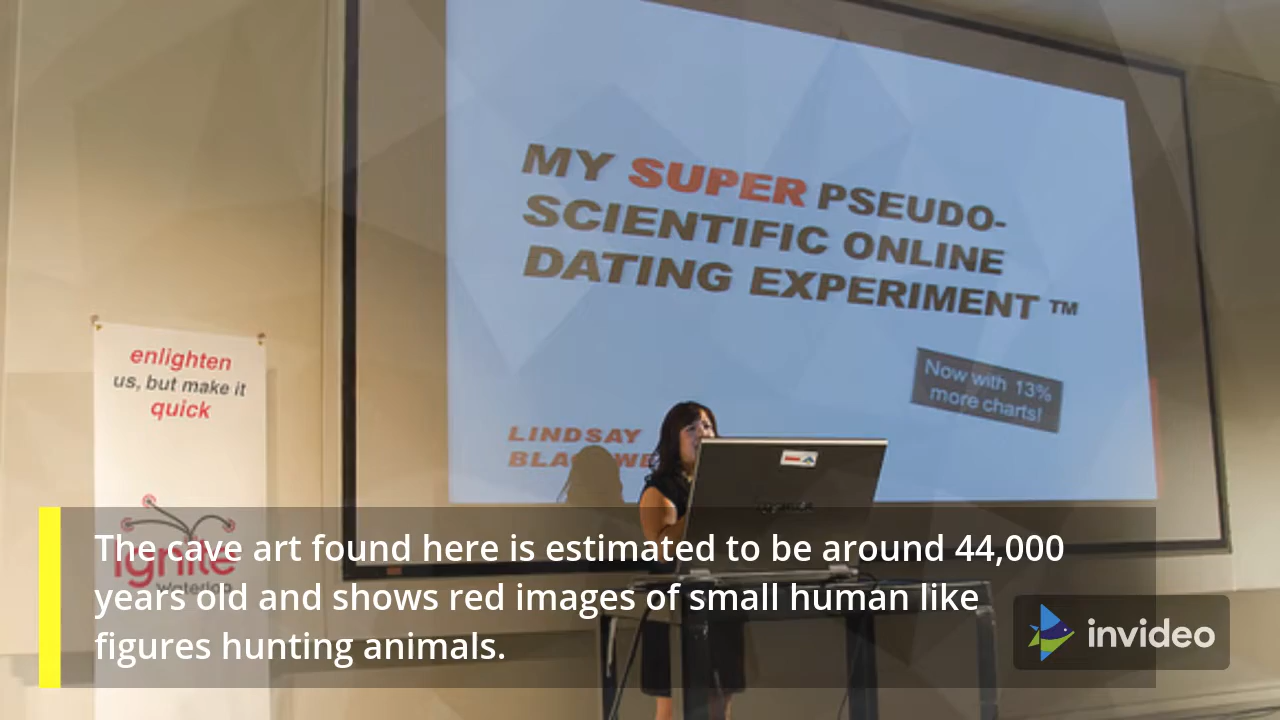 MY SUPER PSEUDO-
SCIENTIFIC ONLINE
DATING EXPERIMENT ™
Now with 13%
more charts!
LINDSAY
enlighten
us, but make it
quick
Ignite
Waterloo
The cave art found here is estimated to be around 44,000
years old and shows red images of small human like
figures hunting animals.
invideo